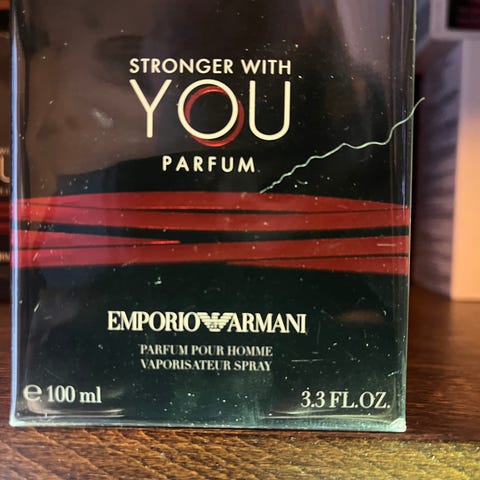 STRONGER WITH
YOU
PARFUM
EMPORIO ARMANI
PARFUM POUR HOMME
VAPORISATEUR SPRAY
e 100 ml
3.3 FL.OZ.